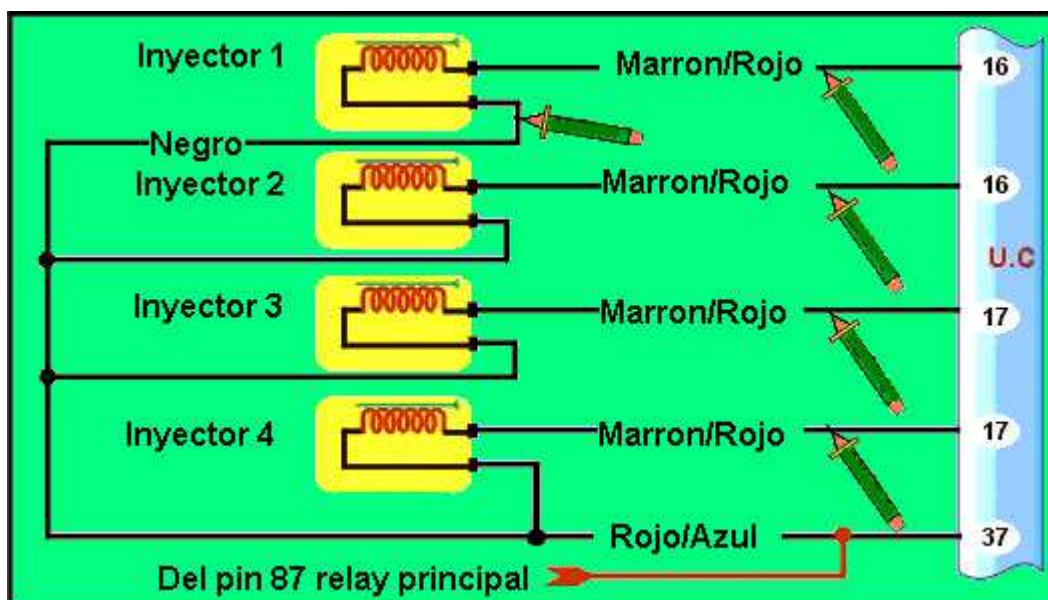 Inyector 1 Marron/Rojo 16
Negro
Inyector 2 Marron/Rojo 16
U.C
Inyector 3 Marron/Rojo 17
Inyector 4 Marron/Rojo 17
Rojo/Azul 37
Del pin 87 relay principal